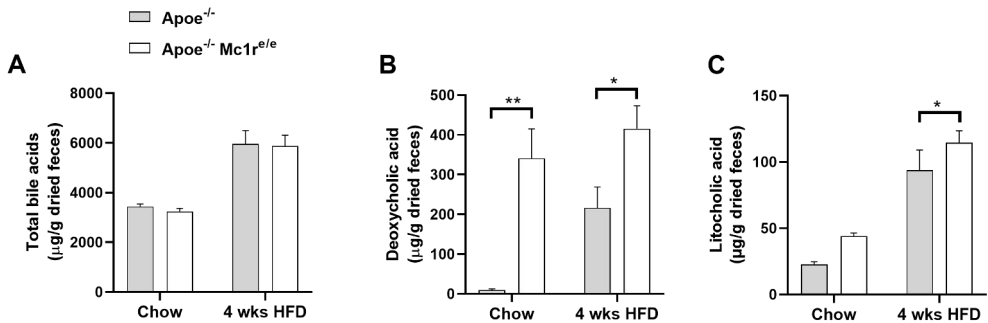 Apoe-/-
Apoe-/- Mc1re/e
A
Total bile acids
(μg/g dried feces)
8000
6000
4000
2000
0
Chow
4 wks HFD
B
Deoxycholic acid
(μg/g dried feces)
500
400
300
200
100
0
**
*
Chow
4 wks HFD
C
Litocholic acid
(μg/g dried feces)
150
100
50
0
*
Chow
4 wks HFD